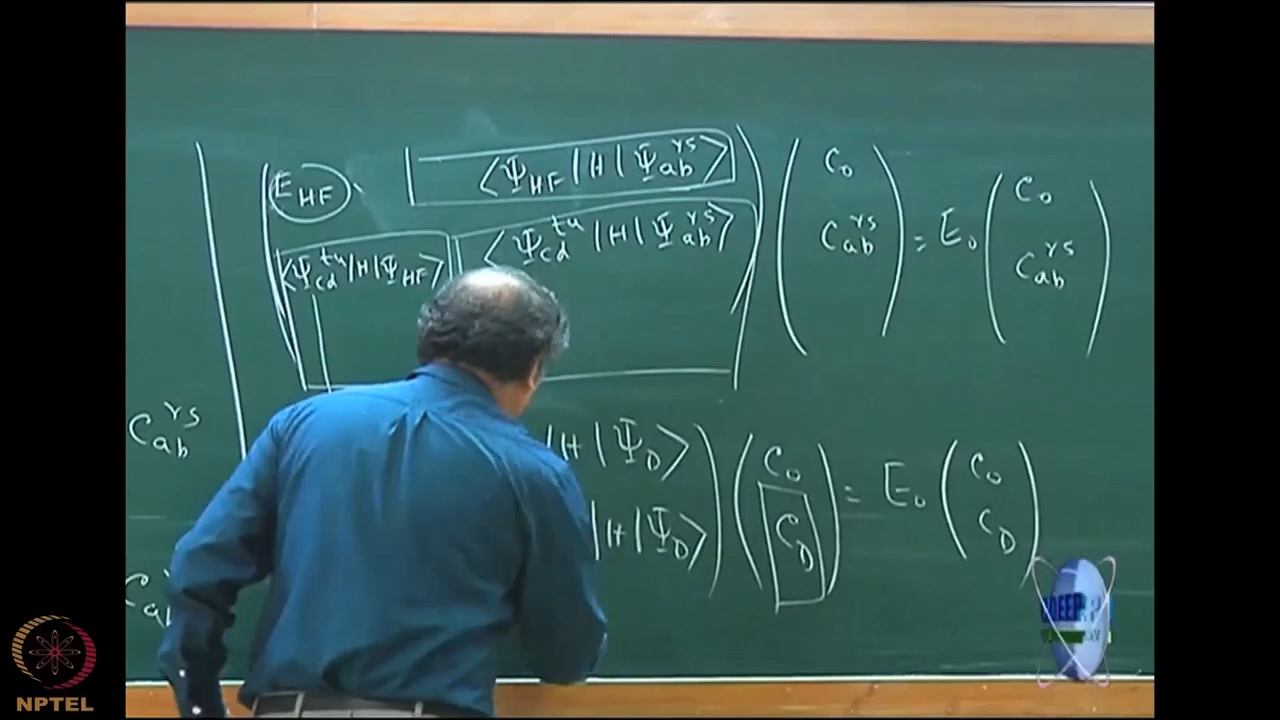 E_HF ⟨Ψ_HF|H|Ψ_ab^rs⟩ ( C_0 ) = E_0 ( C_0 )
⟨Ψ_cd^tu|H|Ψ_HF⟩ ⟨Ψ_cd^tu|H|Ψ_ab^rs⟩ ( C_ab^rs ) ( C_ab^rs )
C_ab^rs |H|Ψ_D⟩ ( C_0 ) = E_0 ( C_0 )
|H|Ψ_D⟩ ( C_D ) ( C_D )
NPTEL